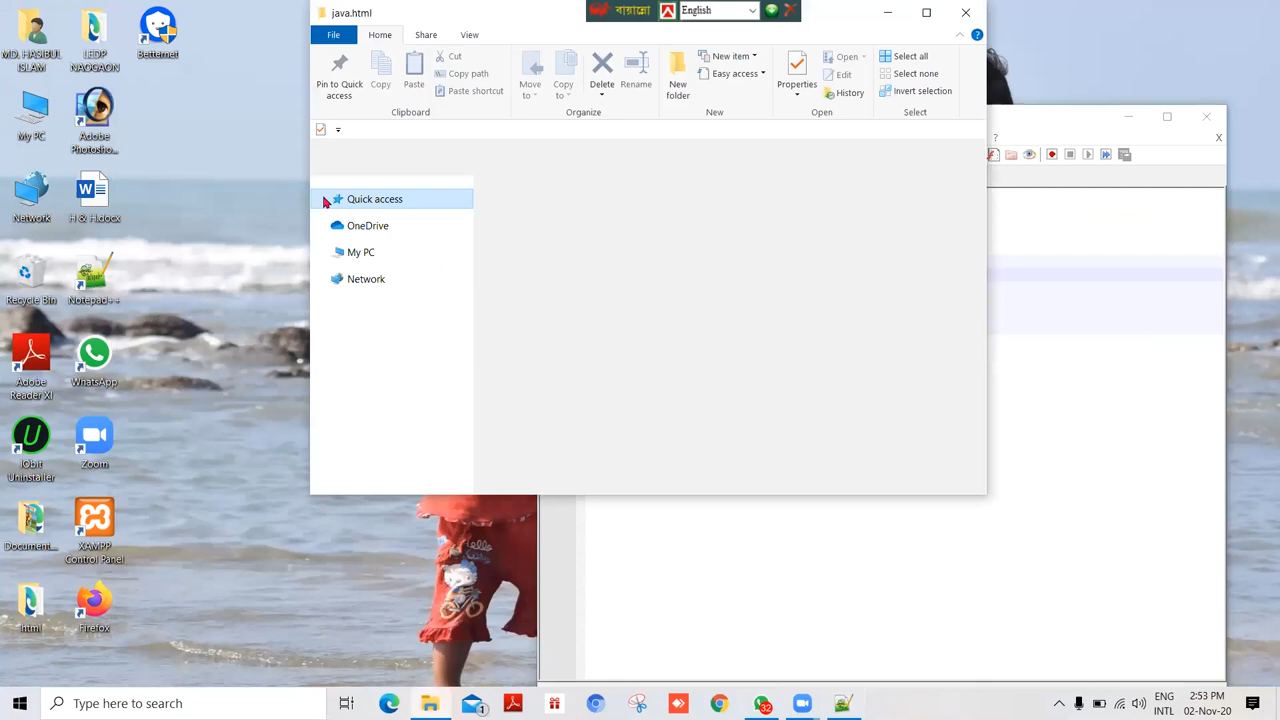 java.html
বায়ান্নো
English
File
Home
Share
View
Pin to Quick
access
Copy
Paste
Cut
Copy path
Paste shortcut
Move
to
Copy
to
Delete
Rename
New
folder
New item
Easy access
Properties
Open
Edit
History
Select all
Select none
Invert selection
Clipboard
Organize
New
Open
Select
Quick access
OneDrive
My PC
Network
MD. HASIBUL
ISLAM
LEDP
NAOGAON
Betternet
My PC
Adobe
Photosho...
Network
H & H.docx
Recycle Bin
Notepad++
Adobe
Reader XI
WhatsApp
IObit
Uninstaller
Zoom
Document...
XAMPP
Control Panel
html
Firefox
?
X
Hello
Type here to search
1
32
ENG
INTL
2:53 PM
02-Nov-20